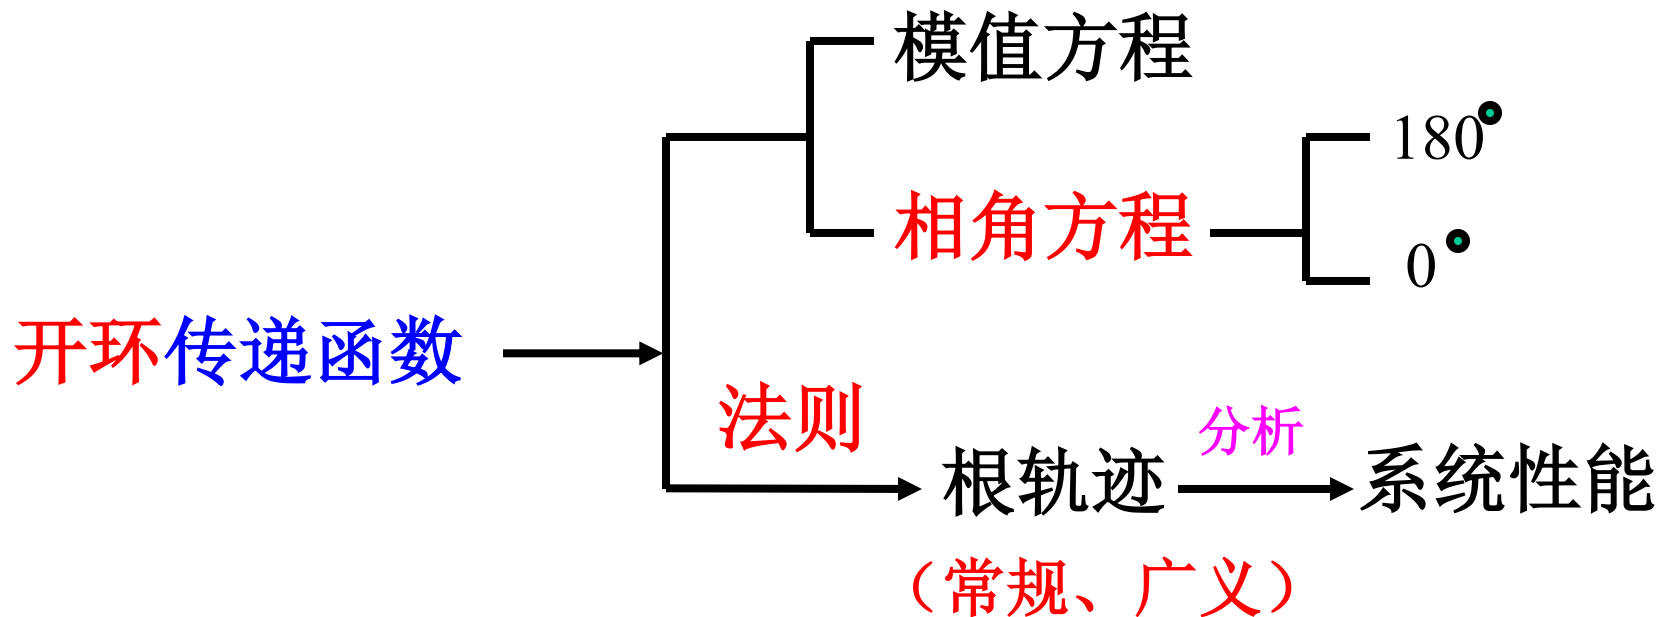 模值方程
180°
相角方程
0°
开环传递函数
法则
分析
根轨迹
系统性能
（常规、广义）